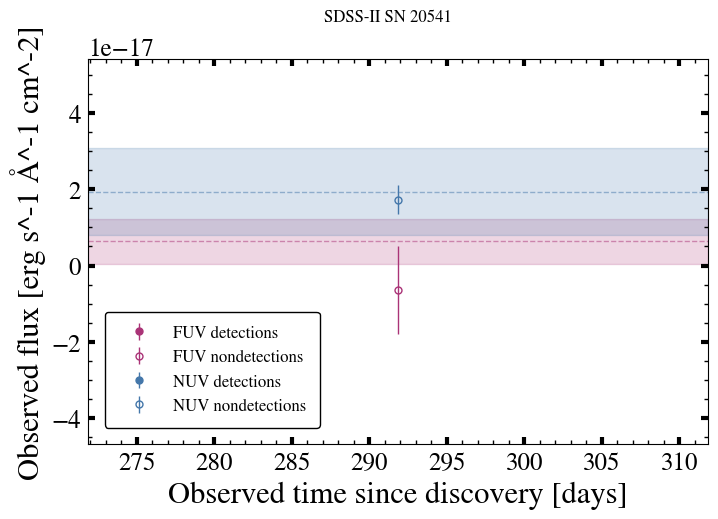 SDSS-II SN 20541
1e−17
Observed flux [erg s^-1 Å^-1 cm^-2]
4
2
0
−2
−4
FUV detections
FUV nondetections
NUV detections
NUV nondetections
275 280 285 290 295 300 305 310
Observed time since discovery [days]